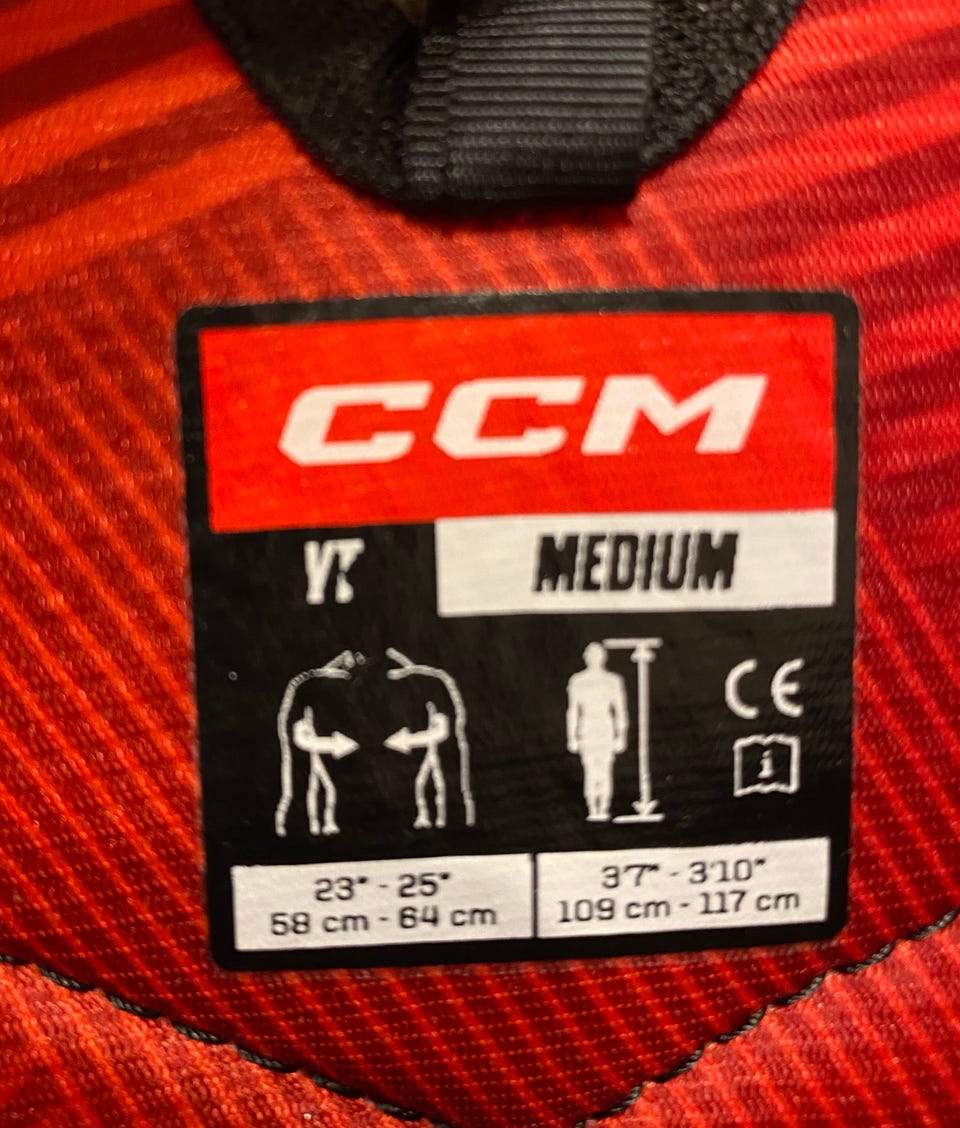 CCM
YT MEDIUM
CE
i
23" - 25"
58 cm - 64 cm
3'7" - 3'10"
109 cm - 117 cm